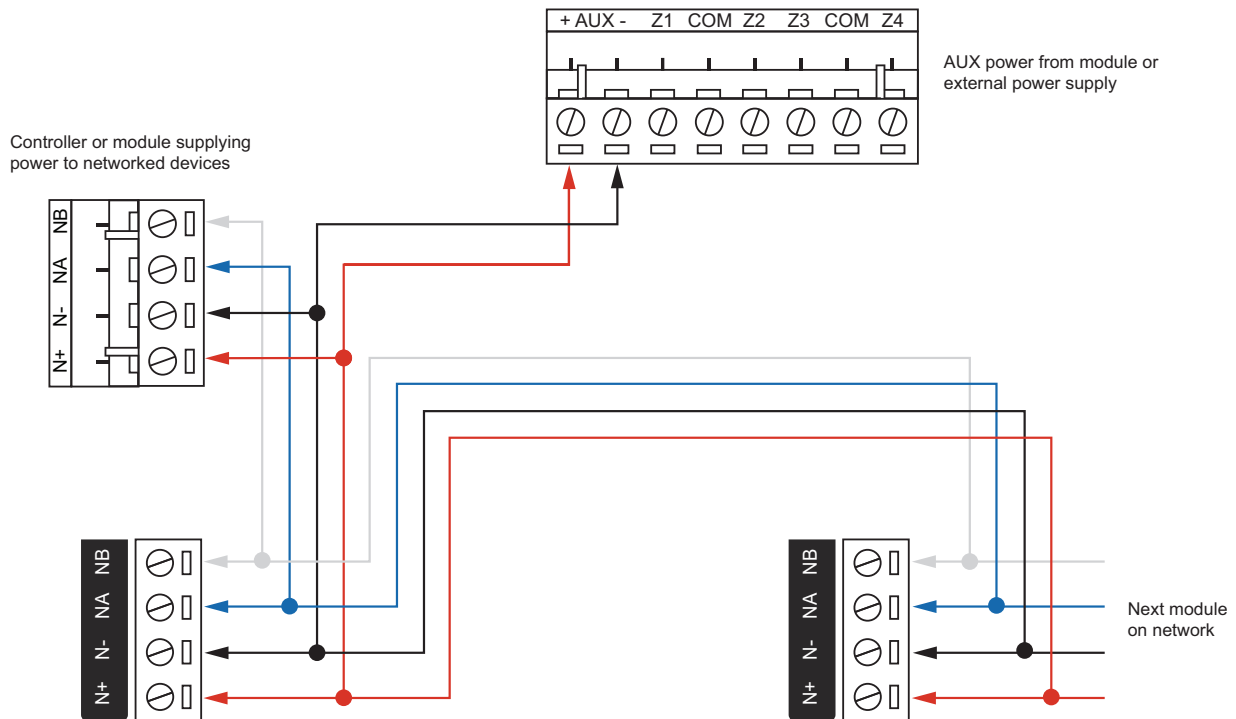 + AUX - Z1 COM Z2 Z3 COM Z4
AUX power from module or
external power supply
Controller or module supplying
power to networked devices
NB
NA
N-
N+
NB
NA
N-
N+
NB
NA
N-
N+
Next module
on network